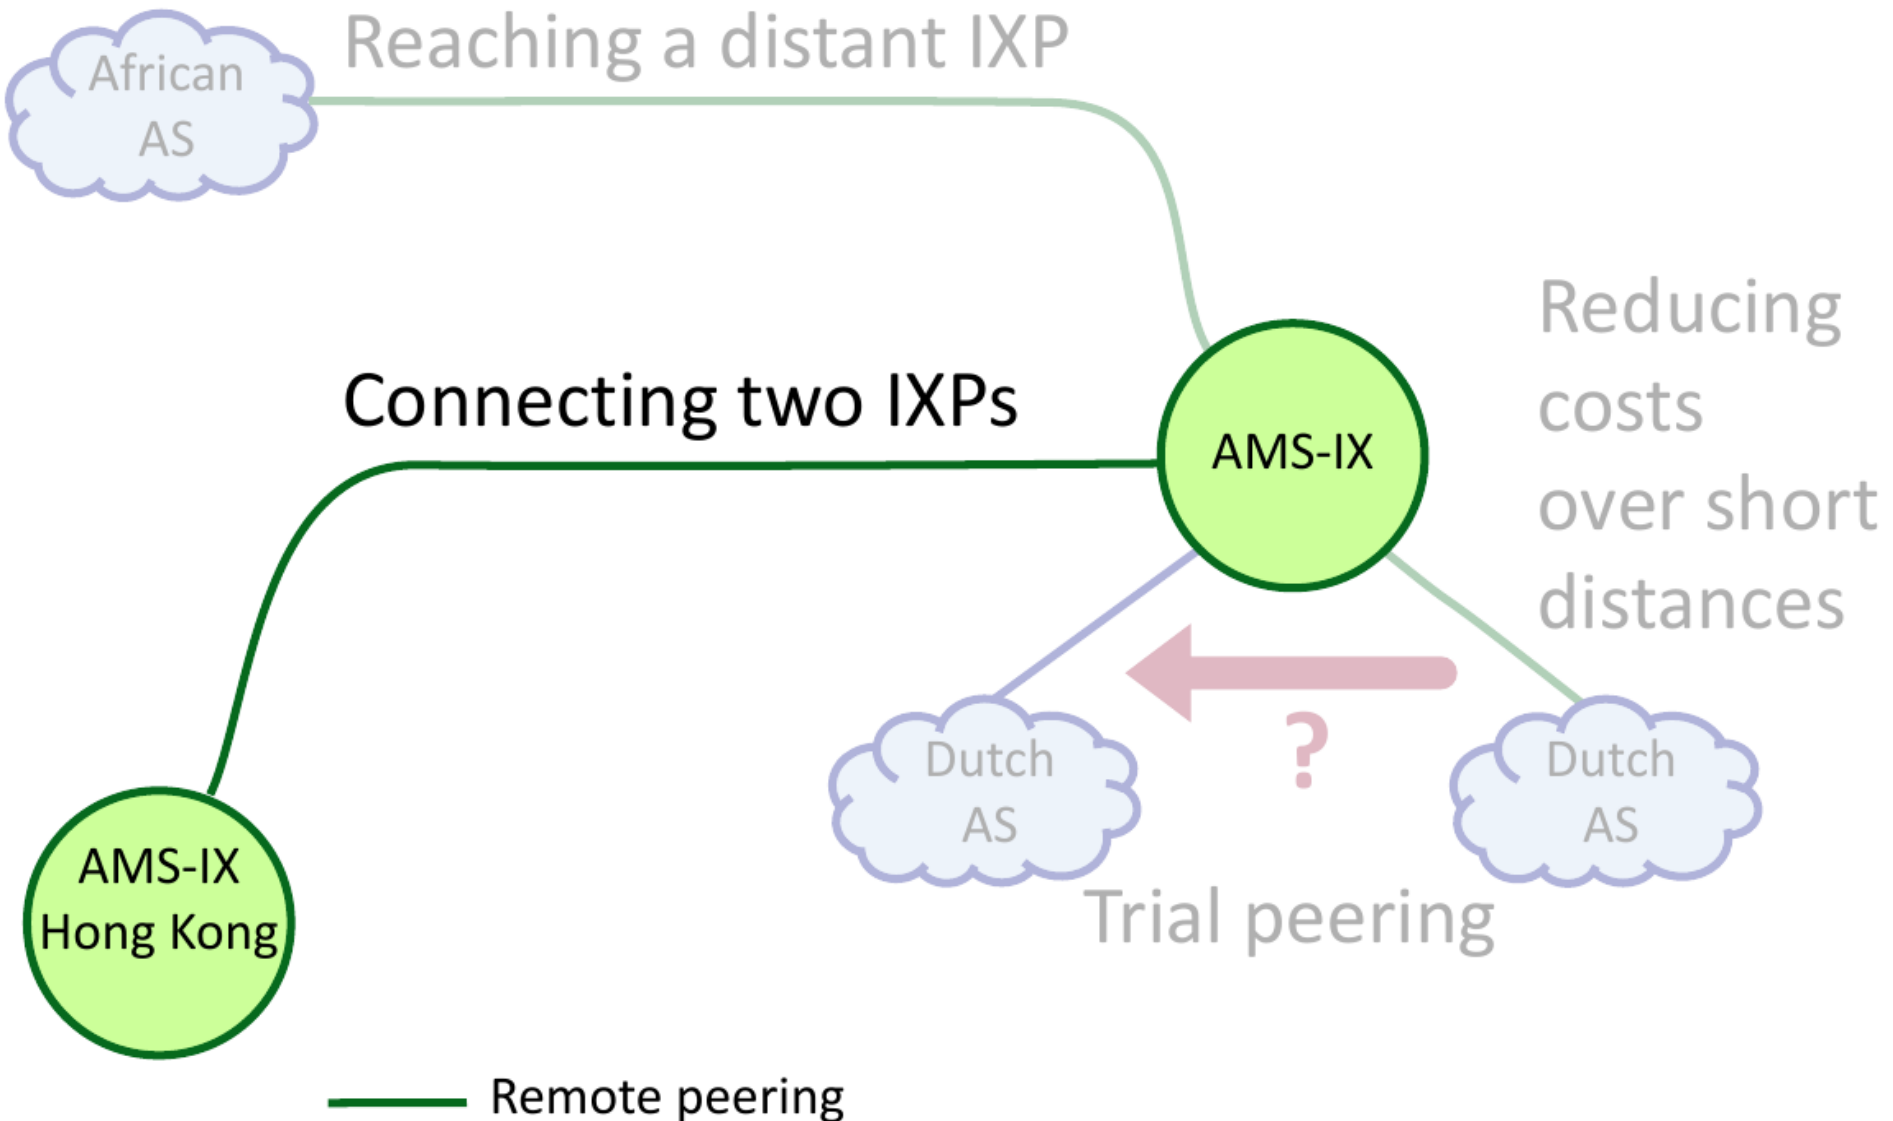 African
AS
Reaching a distant IXP
Connecting two IXPs
AMS-IX
Reducing
costs
over short
distances
Dutch
AS
?
Dutch
AS
Trial peering
AMS-IX
Hong Kong
Remote peering